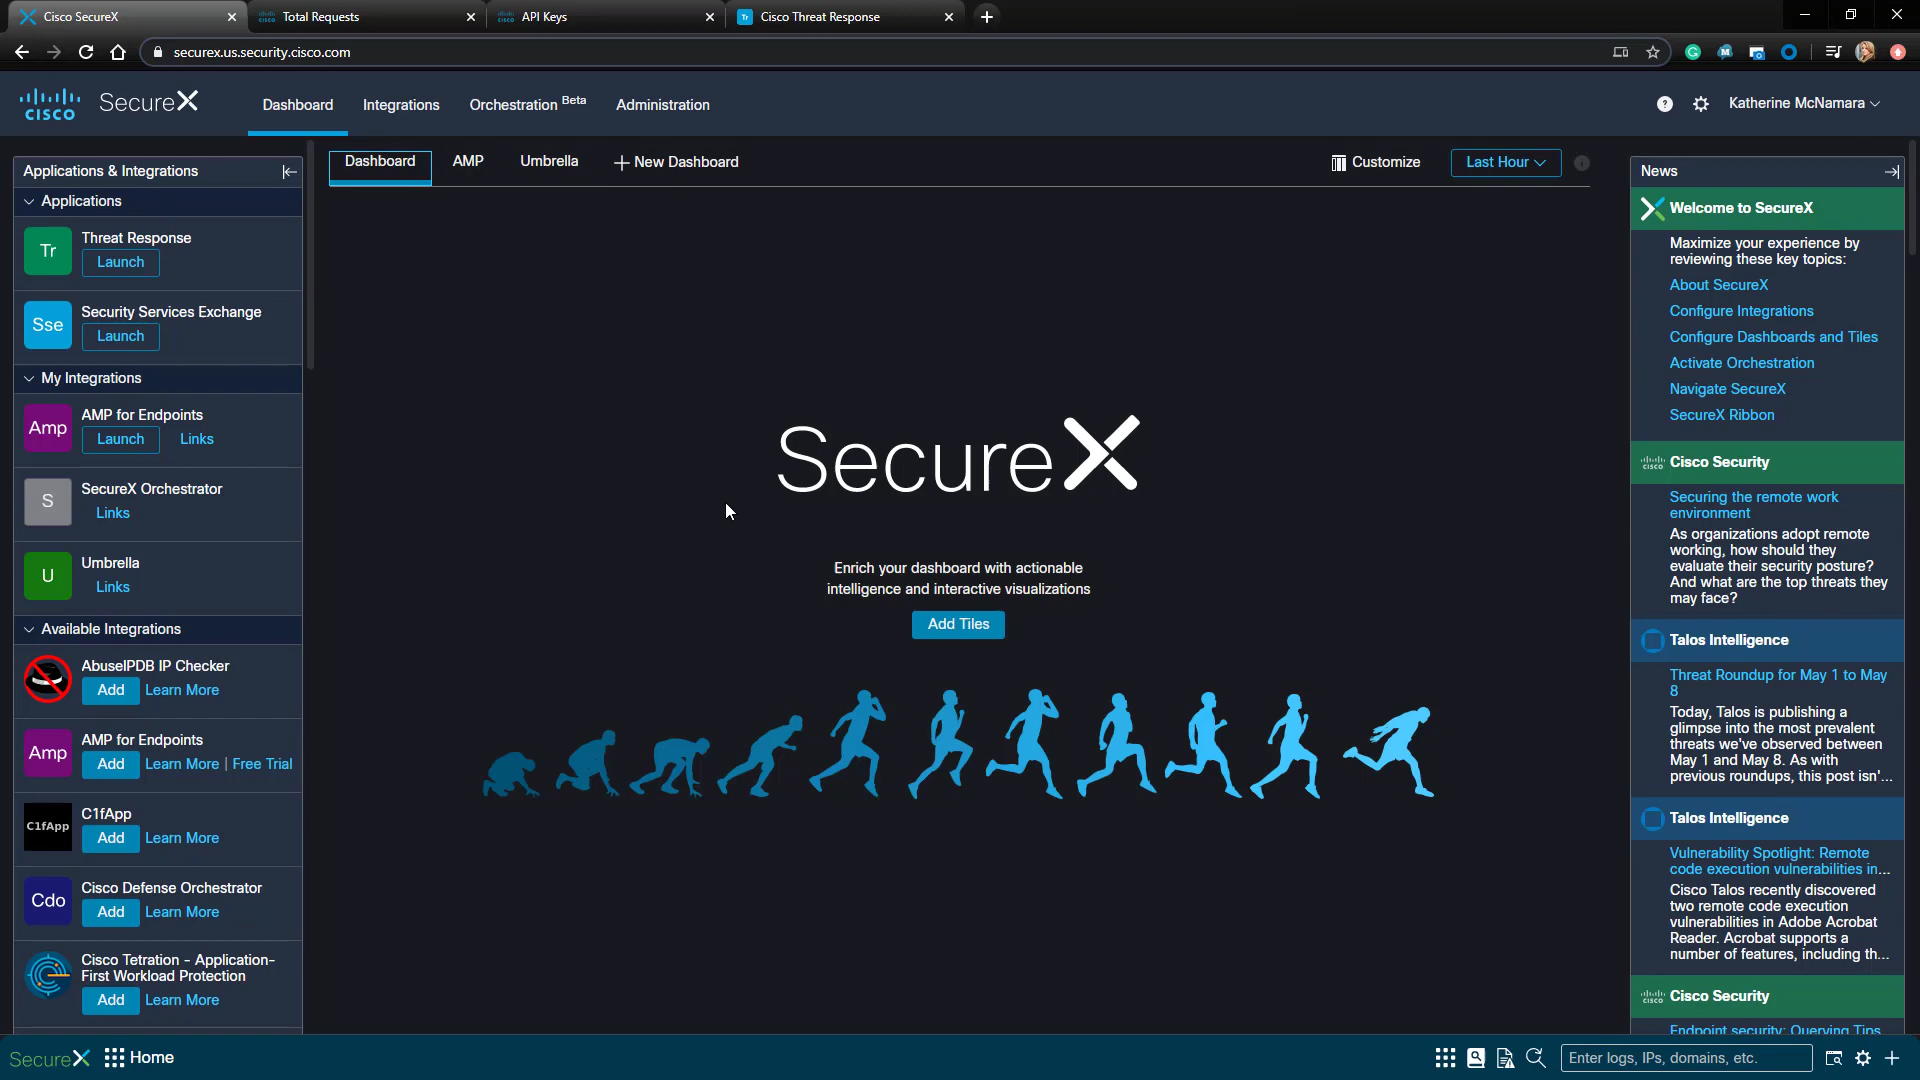 Cisco SecureX
Total Requests
API Keys
Cisco Threat Response
securex.us.security.cisco.com
CISCO
SecureX
Dashboard
Integrations
Orchestration Beta
Administration
Katherine McNamara
Applications & Integrations
Applications
Tr
Threat Response
Launch
Sse
Security Services Exchange
Launch
My Integrations
Amp
AMP for Endpoints
Launch Links
S
SecureX Orchestrator
Links
U
Umbrella
Links
Available Integrations
AbuseIPDB IP Checker
Add Learn More
Amp
AMP for Endpoints
Add Learn More | Free Trial
C1fApp
C1fApp
Add Learn More
Cdo
Cisco Defense Orchestrator
Add Learn More
Cisco Tetration - Application-
First Workload Protection
Add Learn More
Dashboard
AMP
Umbrella
New Dashboard
Customize
Last Hour
SecureX
Enrich your dashboard with actionable
intelligence and interactive visualizations
Add Tiles
News
Welcome to SecureX
Maximize your experience by
reviewing these key topics:
About SecureX
Configure Integrations
Configure Dashboards and Tiles
Activate Orchestration
Navigate SecureX
SecureX Ribbon
Cisco Security
Securing the remote work
environment
As organizations adopt remote
working, how should they
evaluate their security posture?
And what are the top threats they
may face?
Talos Intelligence
Threat Roundup for May 1 to May
8
Today, Talos is publishing a
glimpse into the most prevalent
threats we've observed between
May 1 and May 8. As with
previous roundups, this post isn'...
Talos Intelligence
Vulnerability Spotlight: Remote
code execution vulnerabilities in...
Cisco Talos recently discovered
two remote code execution
vulnerabilities in Adobe Acrobat
Reader. Acrobat supports a
number of features, including th...
Cisco Security
Endpoint security: Querying Tips
SecureX
Home
Enter logs, IPs, domains, etc.